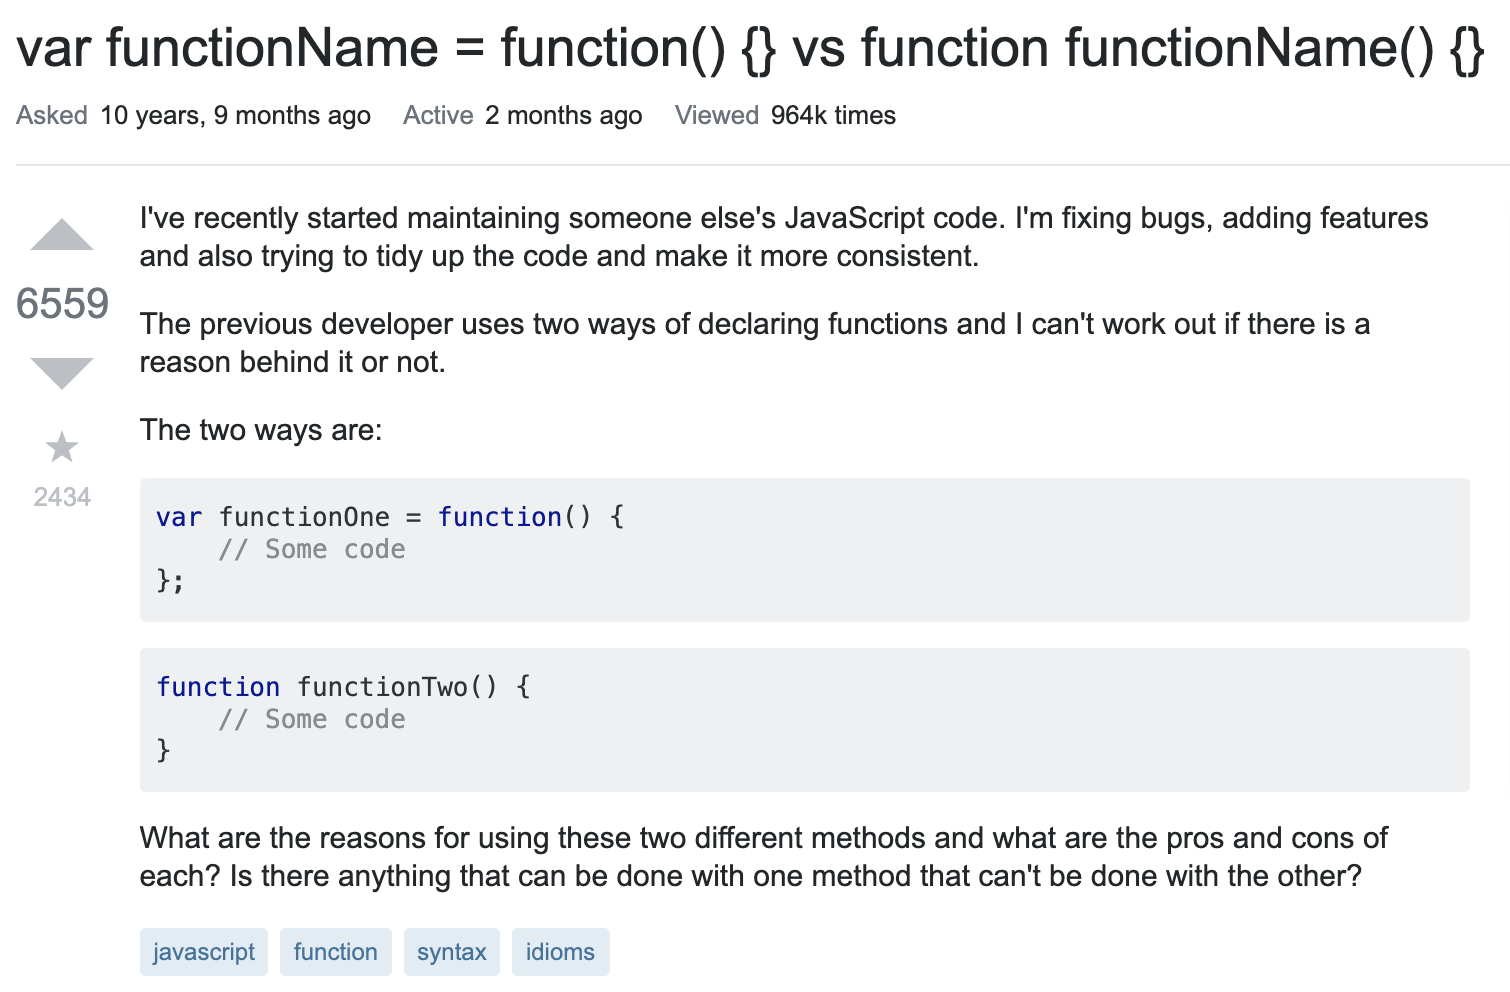 var functionName = function() {} vs function functionName() {}
Asked 10 years, 9 months ago Active 2 months ago Viewed 964k times
I've recently started maintaining someone else's JavaScript code. I'm fixing bugs, adding features
and also trying to tidy up the code and make it more consistent.
6559
The previous developer uses two ways of declaring functions and I can't work out if there is a
reason behind it or not.
The two ways are:
2434
var functionOne = function() {
    // Some code
};
function functionTwo() {
    // Some code
}
What are the reasons for using these two different methods and what are the pros and cons of
each? Is there anything that can be done with one method that can't be done with the other?
javascript function syntax idioms